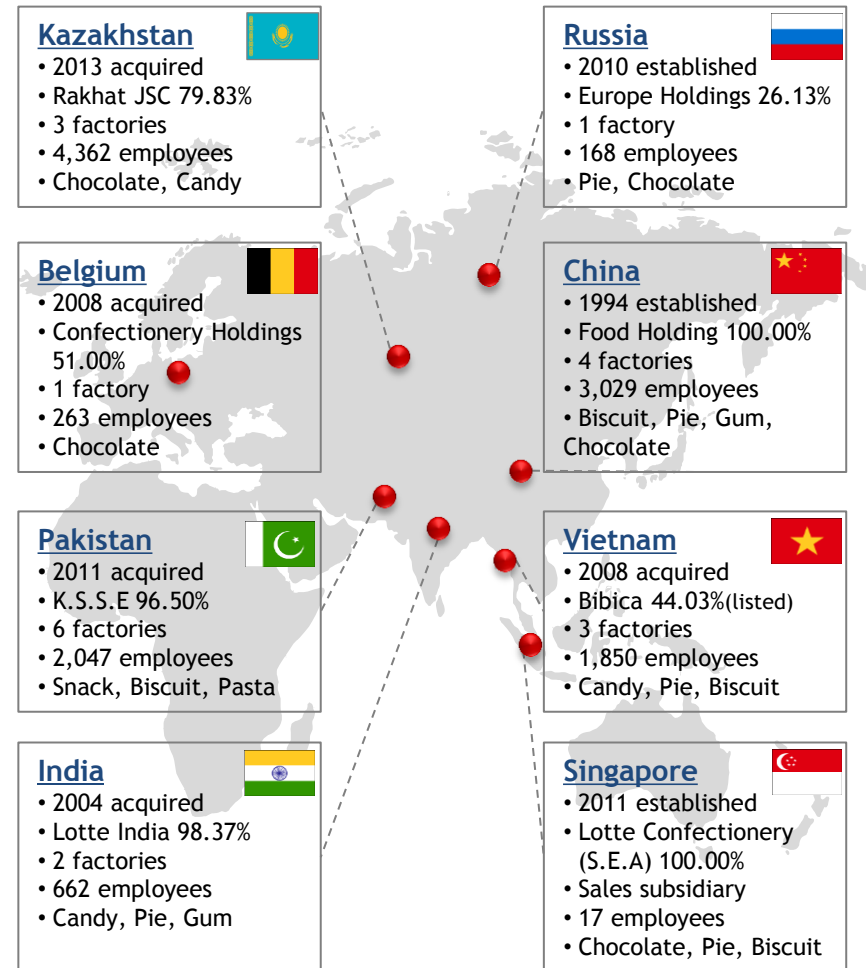 Kazakhstan
• 2013 acquired
• Rakhat JSC 79.83%
• 3 factories
• 4,362 employees
• Chocolate, Candy
Russia
• 2010 established
• Europe Holdings 26.13%
• 1 factory
• 168 employees
• Pie, Chocolate
Belgium
• 2008 acquired
• Confectionery Holdings
51.00%
• 1 factory
• 263 employees
• Chocolate
China
• 1994 established
• Food Holding 100.00%
• 4 factories
• 3,029 employees
• Biscuit, Pie, Gum,
Chocolate
Pakistan
• 2011 acquired
• K.S.S.E 96.50%
• 6 factories
• 2,047 employees
• Snack, Biscuit, Pasta
Vietnam
• 2008 acquired
• Bibica 44.03%(listed)
• 3 factories
• 1,850 employees
• Candy, Pie, Biscuit
India
• 2004 acquired
• Lotte India 98.37%
• 2 factories
• 662 employees
• Candy, Pie, Gum
Singapore
• 2011 established
• Lotte Confectionery
(S.E.A) 100.00%
• Sales subsidiary
• 17 employees
• Chocolate, Pie, Biscuit